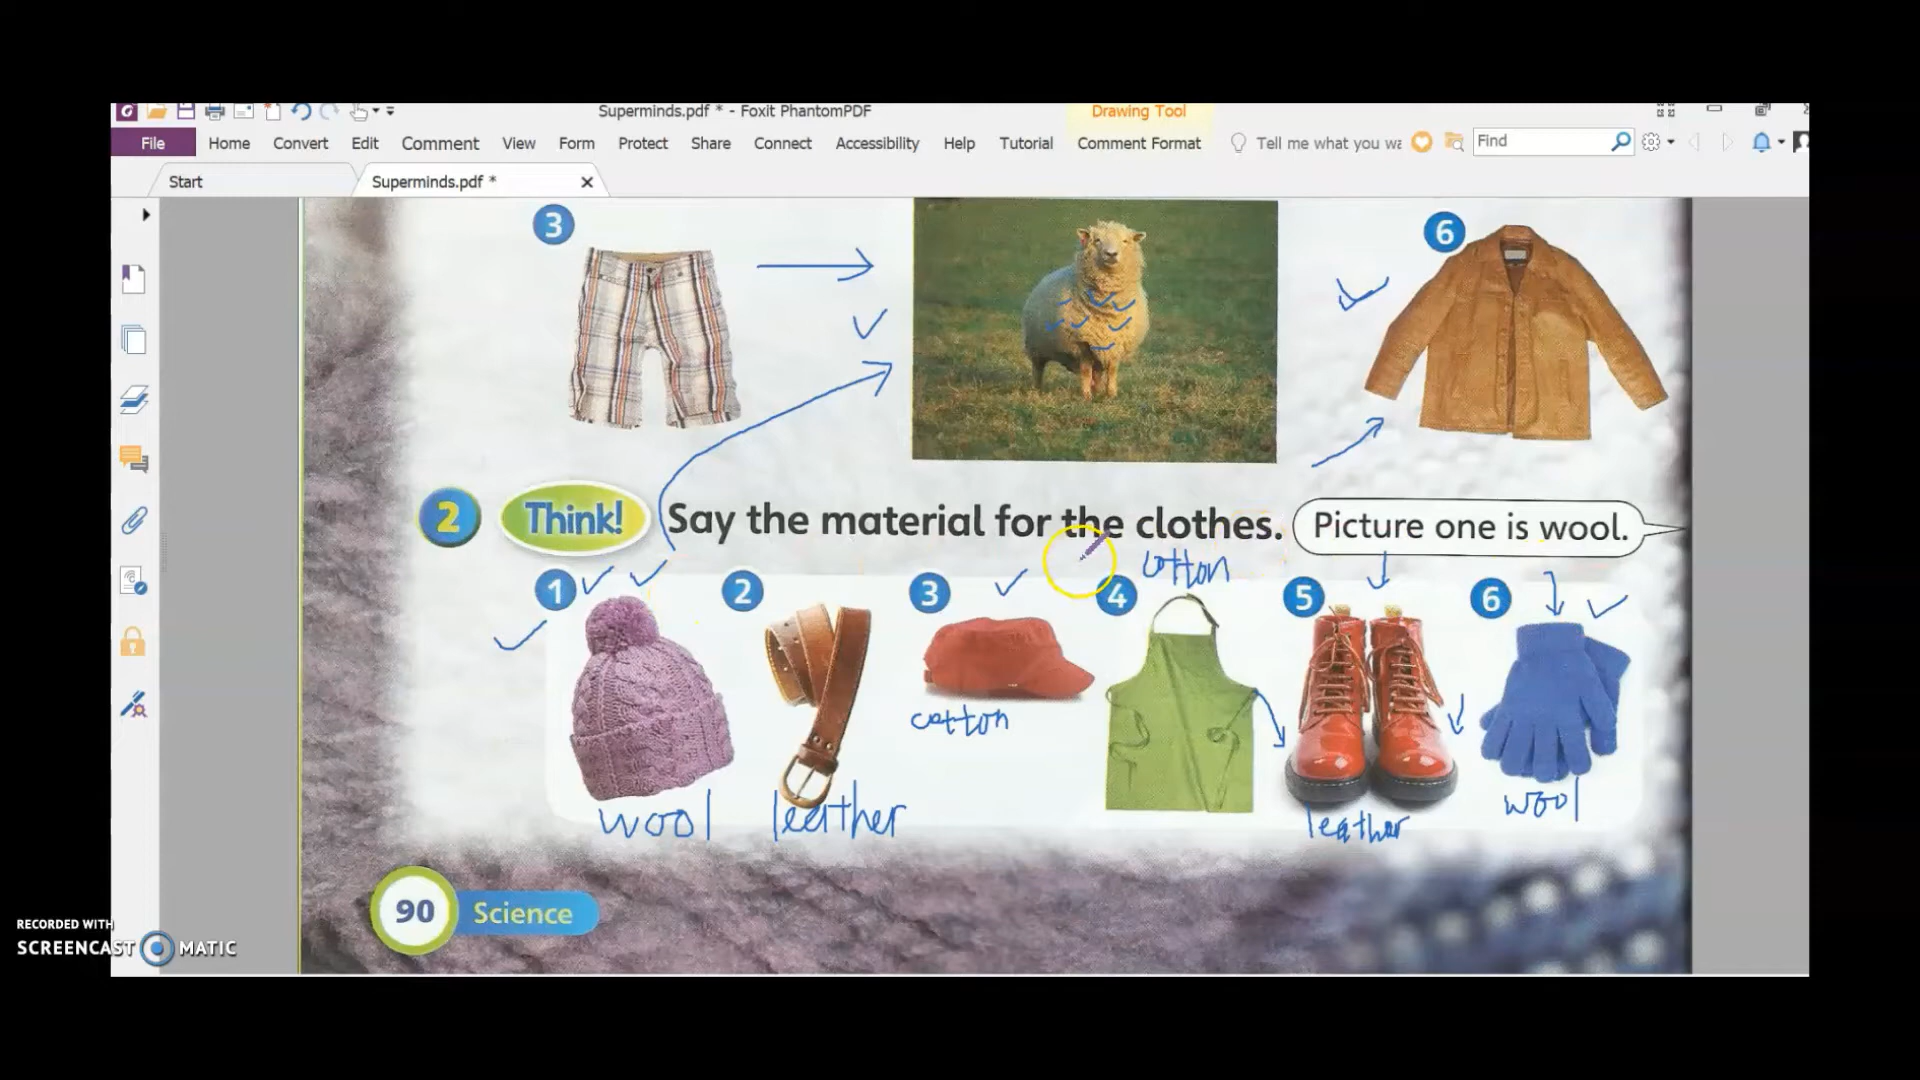 Superminds.pdf * - Foxit PhantomPDF
Drawing Tool
File Home Convert Edit Comment View Form Protect Share Connect Accessibility Help Tutorial Comment Format Tell me what you wa Find
Start Superminds.pdf *
3
6
2 Think! Say the material for the clothes. Picture one is wool.
cotton
1 2 3 4 5 6
cotton
wool leather leather wool
90 Science
RECORDED WITH
SCREENCAST MATIC